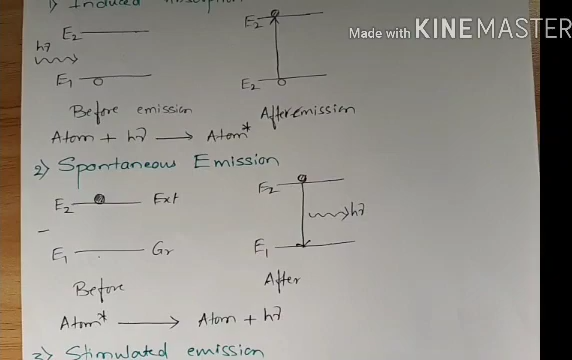 1) Induced absorption
E2
E2
Made with KINEMASTER
hν
E1
E2
Before emission
After emission
Atom + hν → Atom*
2) Spontaneous Emission
E2
Ext
E2
hν
E1
Gr
E1
Before
After
Atom* → Atom + hν
3) Stimulated emission